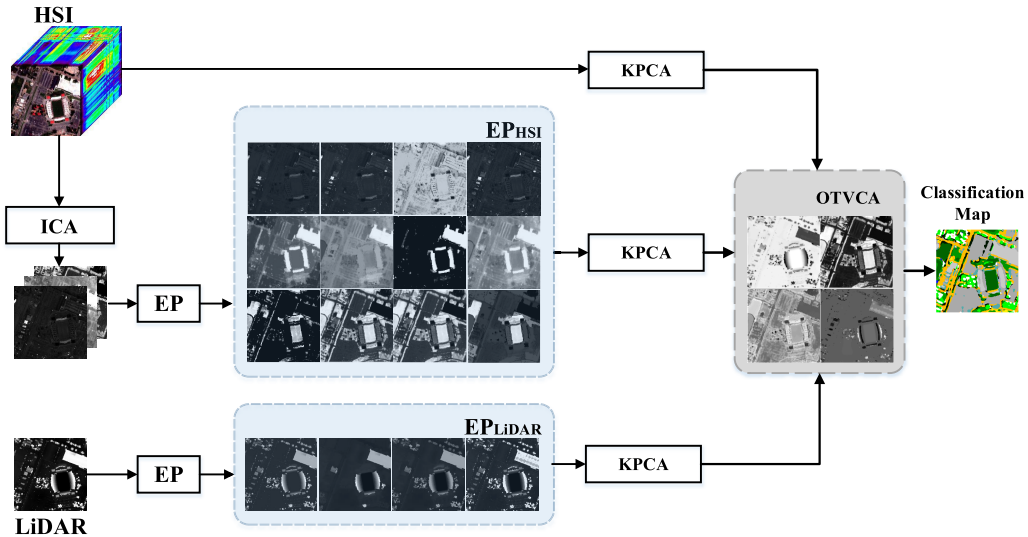 HSI
KPCA
EPHSI
OTVCA
Classification
Map
ICA
EP
KPCA
EPLiDAR
EP
KPCA
LiDAR